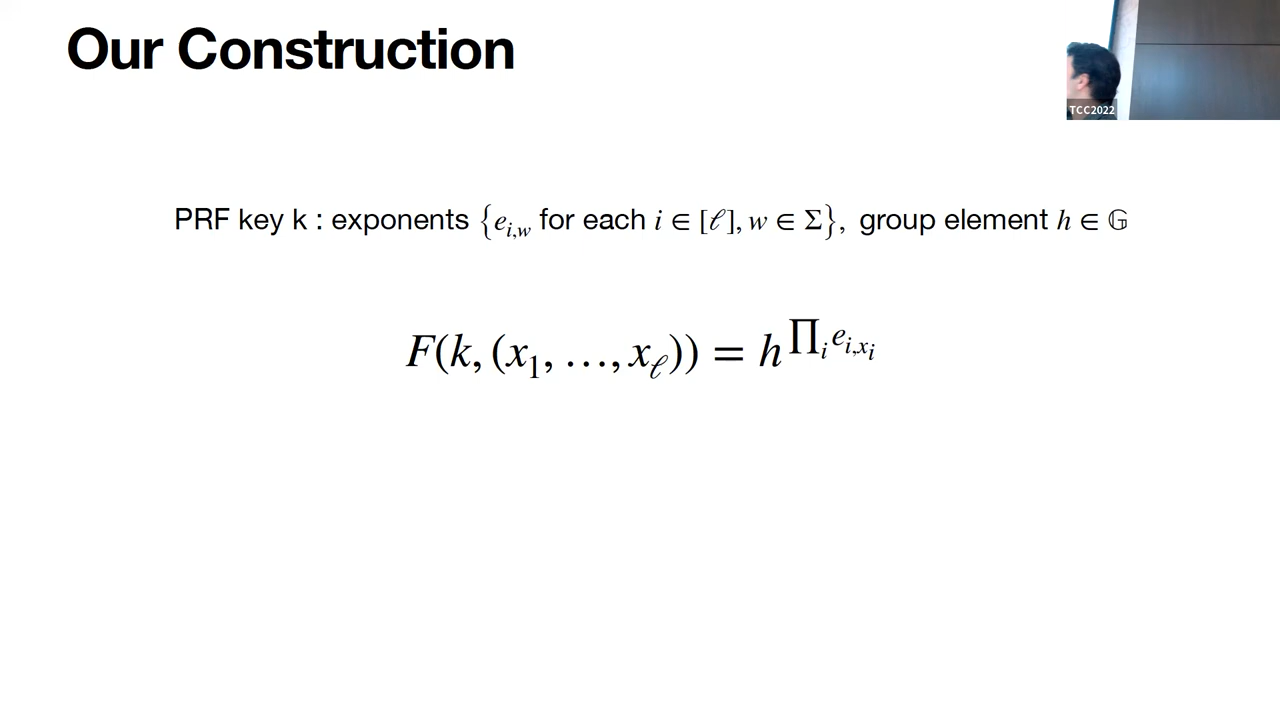 Our Construction
TCC2022
PRF key k : exponents {e_{i,w} for each i ∈ [ℓ], w ∈ Σ}, group element h ∈ 𝔾
F(k, (x_1, …, x_ℓ)) = h^{∏_i e_{i,x_i}}